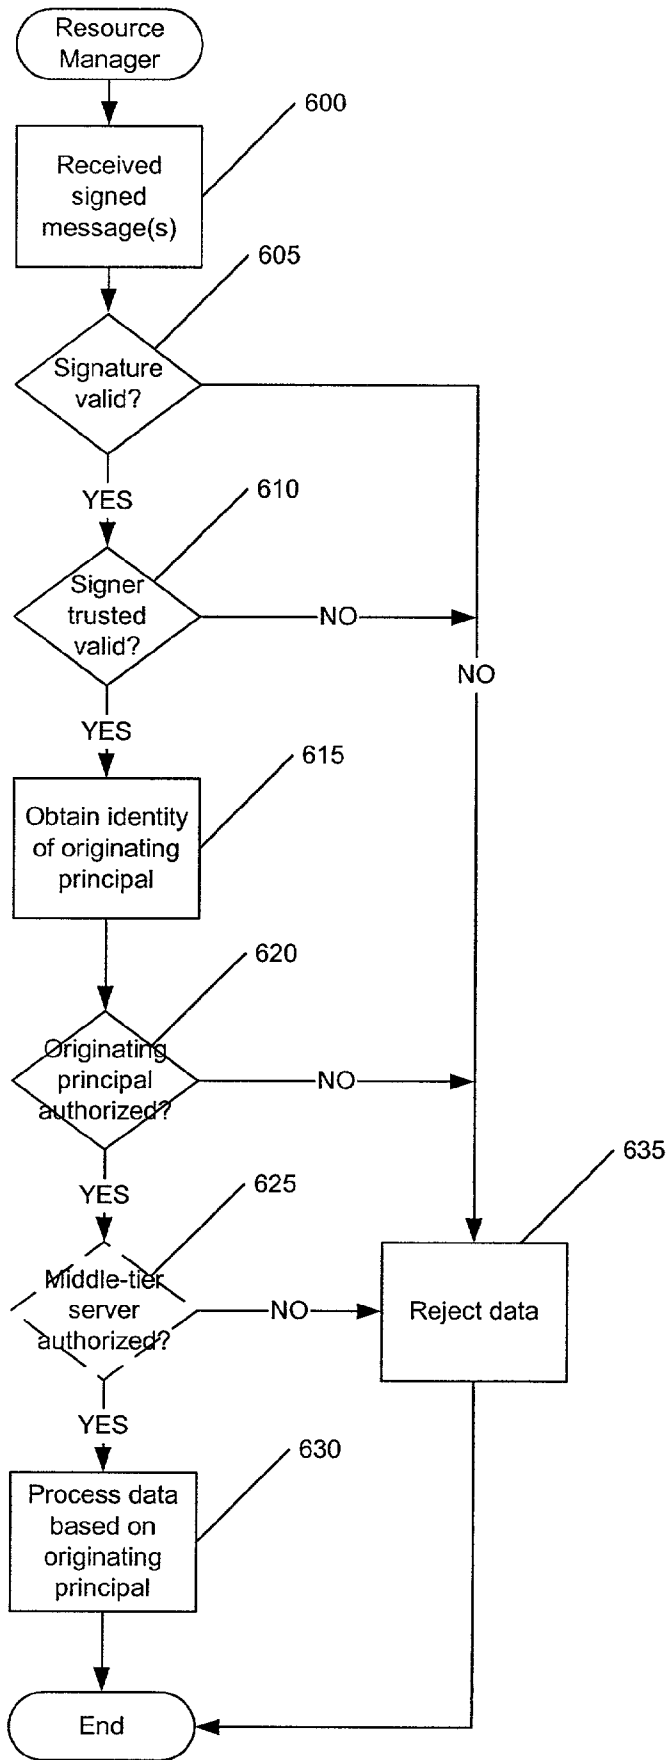 Resource
Manager
600
Received
signed
message(s)
605
Signature
valid?
YES
610
Signer
trusted
valid?
NO
NO
YES
615
Obtain identity
of originating
principal
620
Originating
principal
authorized?
NO
635
YES
625
Middle-tier
server
authorized?
NO
Reject data
YES
630
Process data
based on
originating
principal
End